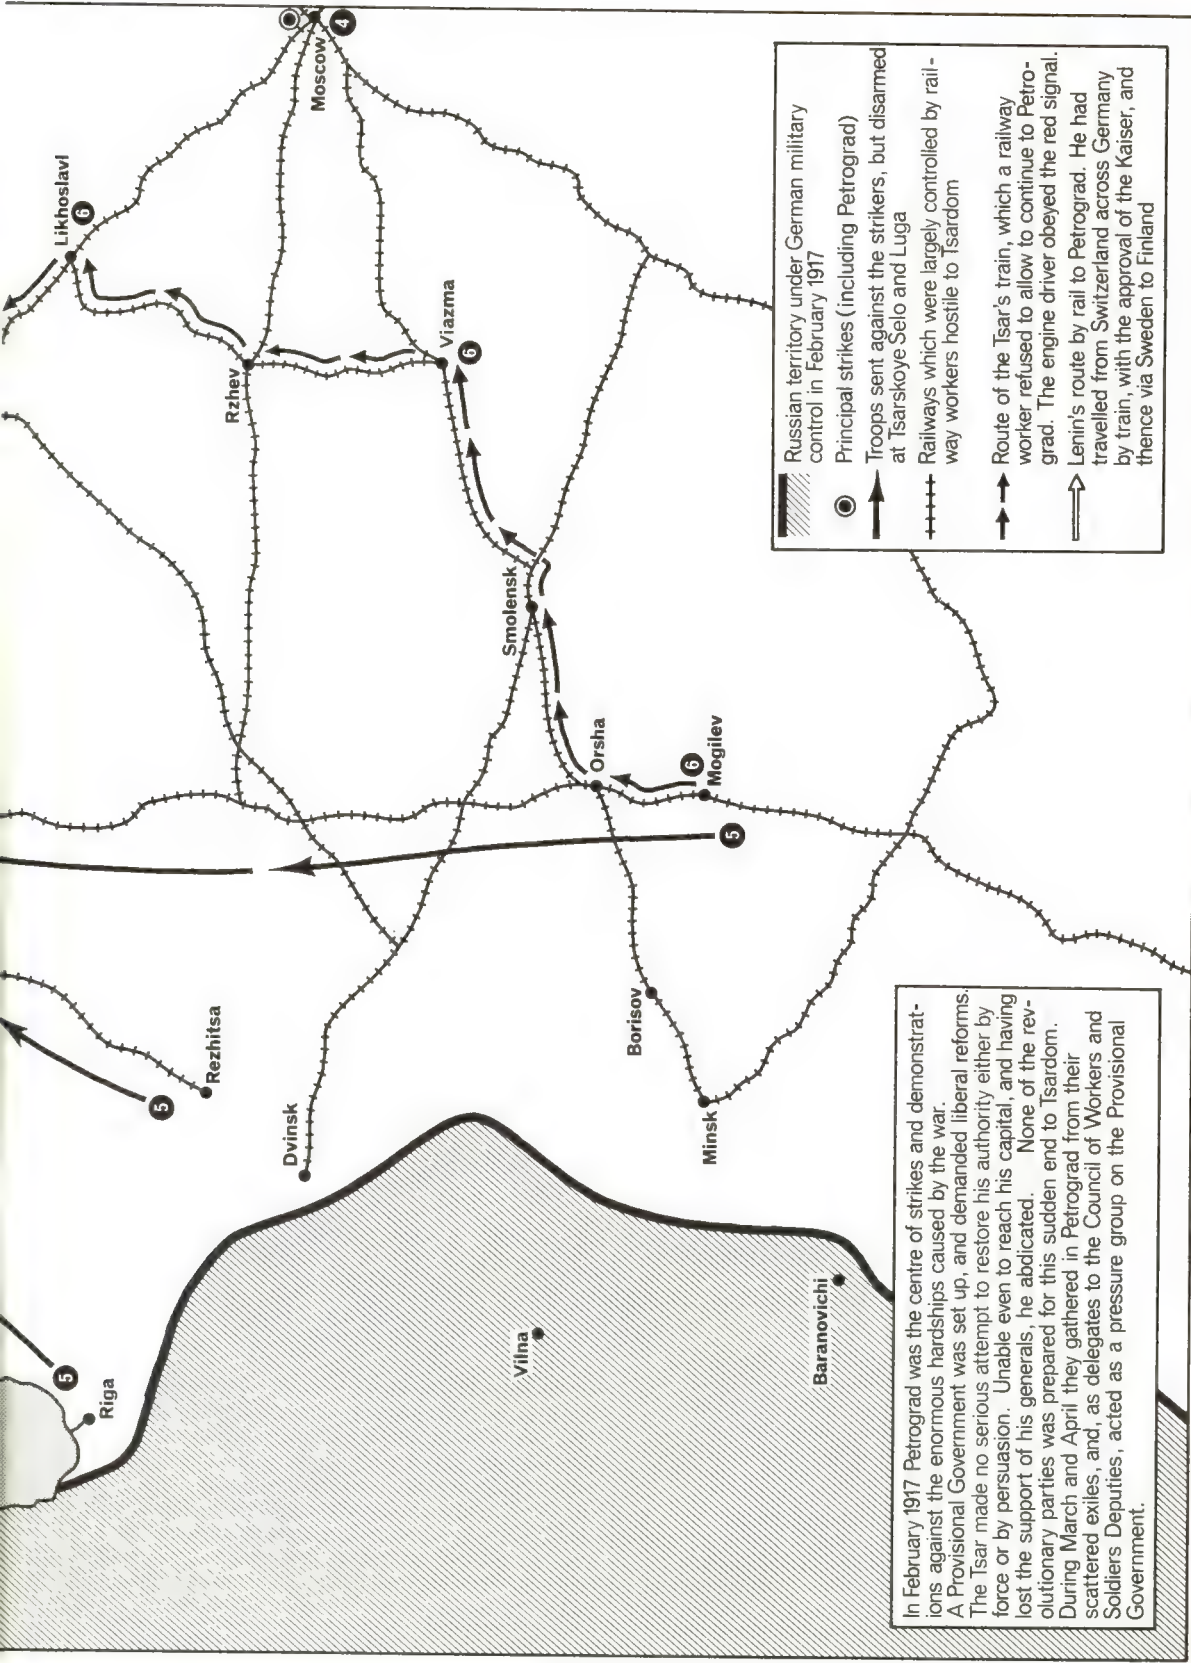 Riga
5
Rezhitsa
5
Dvinsk
Vilna
Baranovichi
Minsk
Borisov
Orsha
6
Mogilev
5
Smolensk
Viazma
6
Rzhev
Likhoslavl
6
Moscow
4
In February 1917 Petrograd was the centre of strikes and demonstrat-
ions against the enormous hardships caused by the war.
A Provisional Government was set up, and demanded liberal reforms.
The Tsar made no serious attempt to restore his authority either by
force or by persuasion. Unable even to reach his capital, and having
lost the support of his generals, he abdicated. None of the rev-
olutionary parties was prepared for this sudden end to Tsardom.
During March and April they gathered in Petrograd from their
scattered exiles, and, as delegates to the Council of Workers and
Soldiers Deputies, acted as a pressure group on the Provisional
Government.
Russian territory under German military
control in February 1917
Principal strikes (including Petrograd)
Troops sent against the strikers, but disarmed
at Tsarskoye Selo and Luga
Railways which were largely controlled by rail-
way workers hostile to Tsardom
Route of the Tsar's train, which a railway
worker refused to allow to continue to Petro-
grad. The engine driver obeyed the red signal.
Lenin's route by rail to Petrograd. He had
travelled from Switzerland across Germany
by train, with the approval of the Kaiser, and
thence via Sweden to Finland